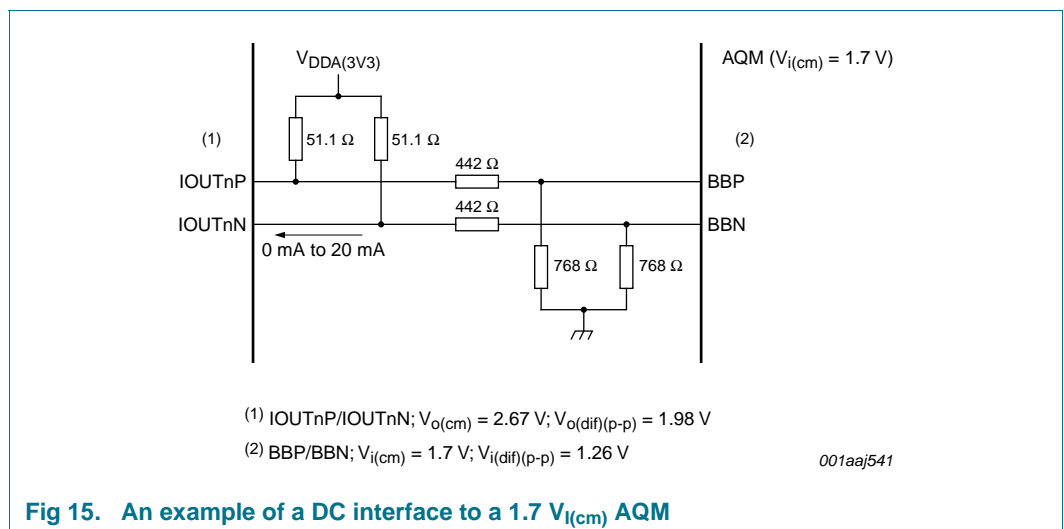 V_DDA(3V3)
AQM (V_i(cm) = 1.7 V)
(1)
51.1 Ω
51.1 Ω
(2)
442 Ω
IOUTnP
BBP
442 Ω
IOUTnN
BBN
0 mA to 20 mA
768 Ω
768 Ω
(1) IOUTnP/IOUTnN; V_o(cm) = 2.67 V; V_o(dif)(p-p) = 1.98 V
(2) BBP/BBN; V_i(cm) = 1.7 V; V_i(dif)(p-p) = 1.26 V
001aaj541
Fig 15. An example of a DC interface to a 1.7 V_I(cm) AQM